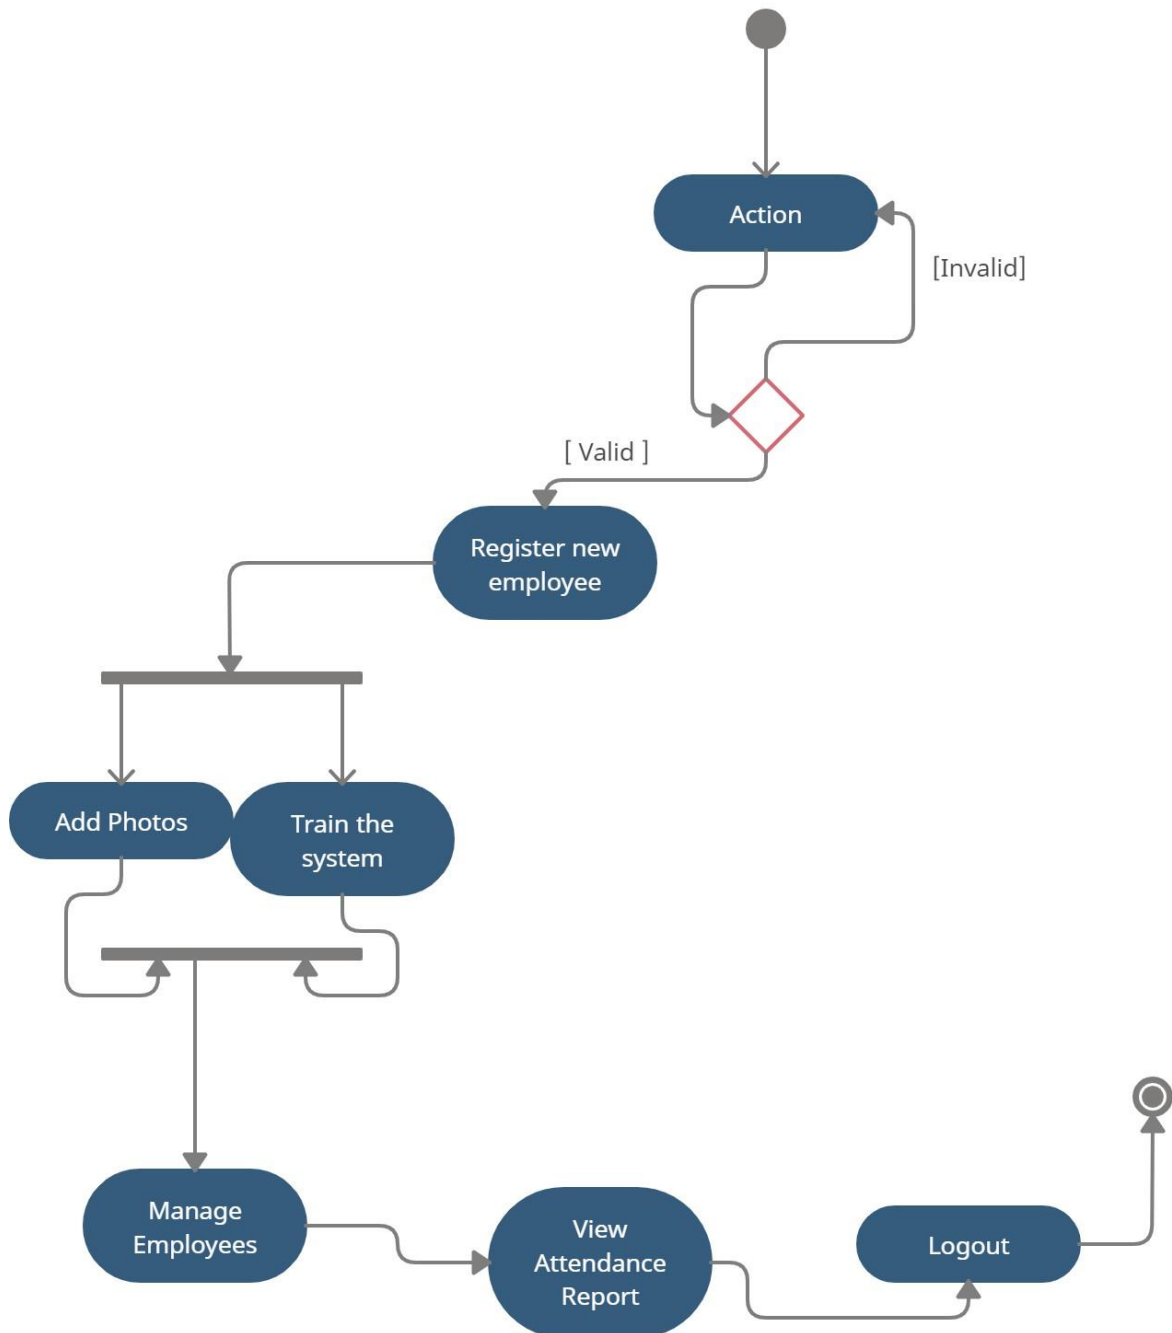 Action
[Invalid]
[ Valid ]
Register new
employee
Add Photos
Train the
system
Manage
Employees
View
Attendance
Report
Logout